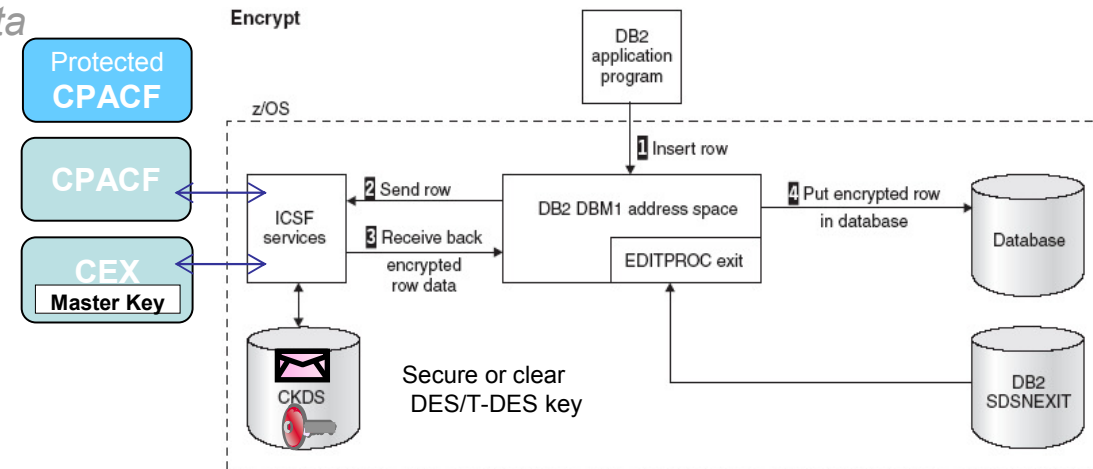 ta
Encrypt
Protected
CPACF
CPACF
CEX
Master Key
DB2
application
program
z/OS
1 Insert row
2 Send row
3 Receive back
encrypted
row data
ICSF
services
DB2 DBM1 address space
EDITPROC exit
4 Put encrypted row
in database
Database
CKDS
Secure or clear
DES/T-DES key
DB2
SDSNEXIT